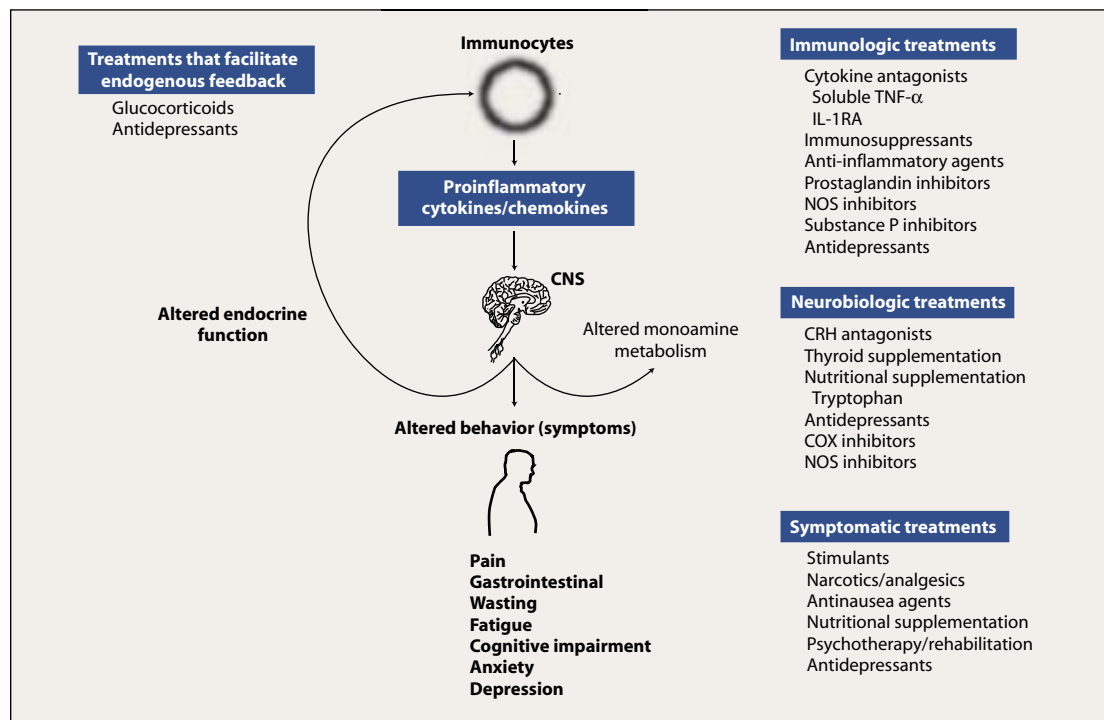 Treatments that facilitate
endogenous feedback
Glucocorticoids
Antidepressants
Immunocytes
Proinflammatory
cytokines/chemokines
CNS
Altered endocrine
function
Altered monoamine
metabolism
Altered behavior (symptoms)
Pain
Gastrointestinal
Wasting
Fatigue
Cognitive impairment
Anxiety
Depression
Immunologic treatments
Cytokine antagonists
Soluble TNF-α
IL-1RA
Immunosuppressants
Anti-inflammatory agents
Prostaglandin inhibitors
NOS inhibitors
Substance P inhibitors
Antidepressants
Neurobiologic treatments
CRH antagonists
Thyroid supplementation
Nutritional supplementation
Tryptophan
Antidepressants
COX inhibitors
NOS inhibitors
Symptomatic treatments
Stimulants
Narcotics/analgesics
Antinausea agents
Nutritional supplementation
Psychotherapy/rehabilitation
Antidepressants